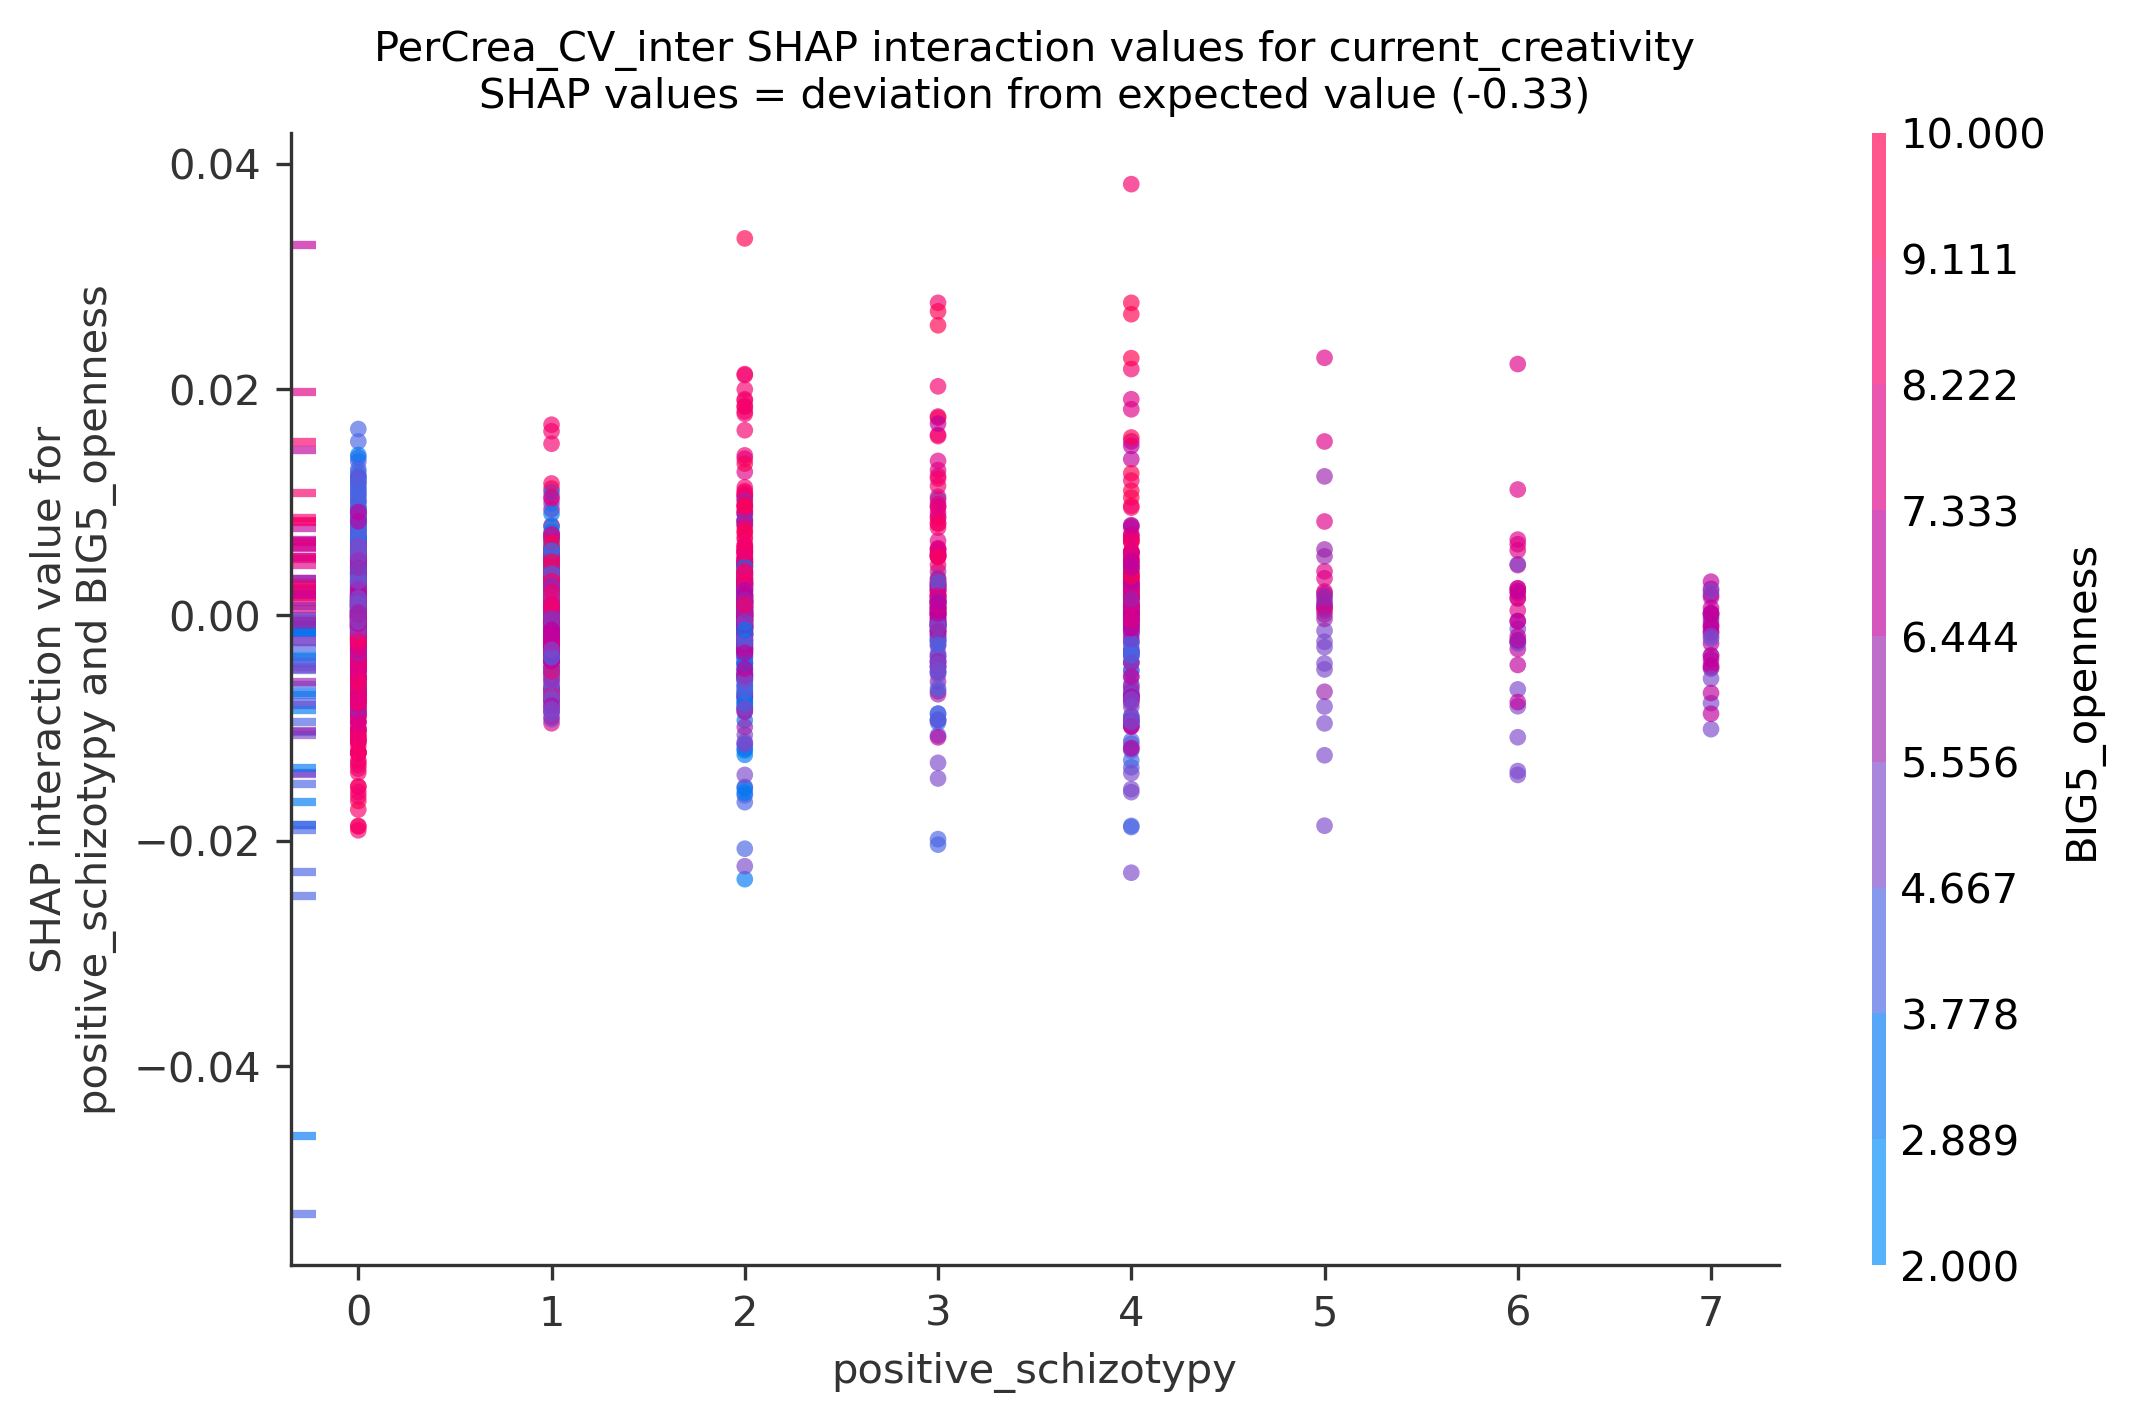 PerCrea_CV_inter SHAP interaction values for current_creativity
SHAP values = deviation from expected value (-0.33)
SHAP interaction value for
positive_schizotypy and BIG5_openness
0.04
0.02
0.00
−0.02
−0.04
0 1 2 3 4 5 6 7
positive_schizotypy
10.000
9.111
8.222
7.333
6.444
5.556
4.667
3.778
2.889
2.000
BIG5_openness